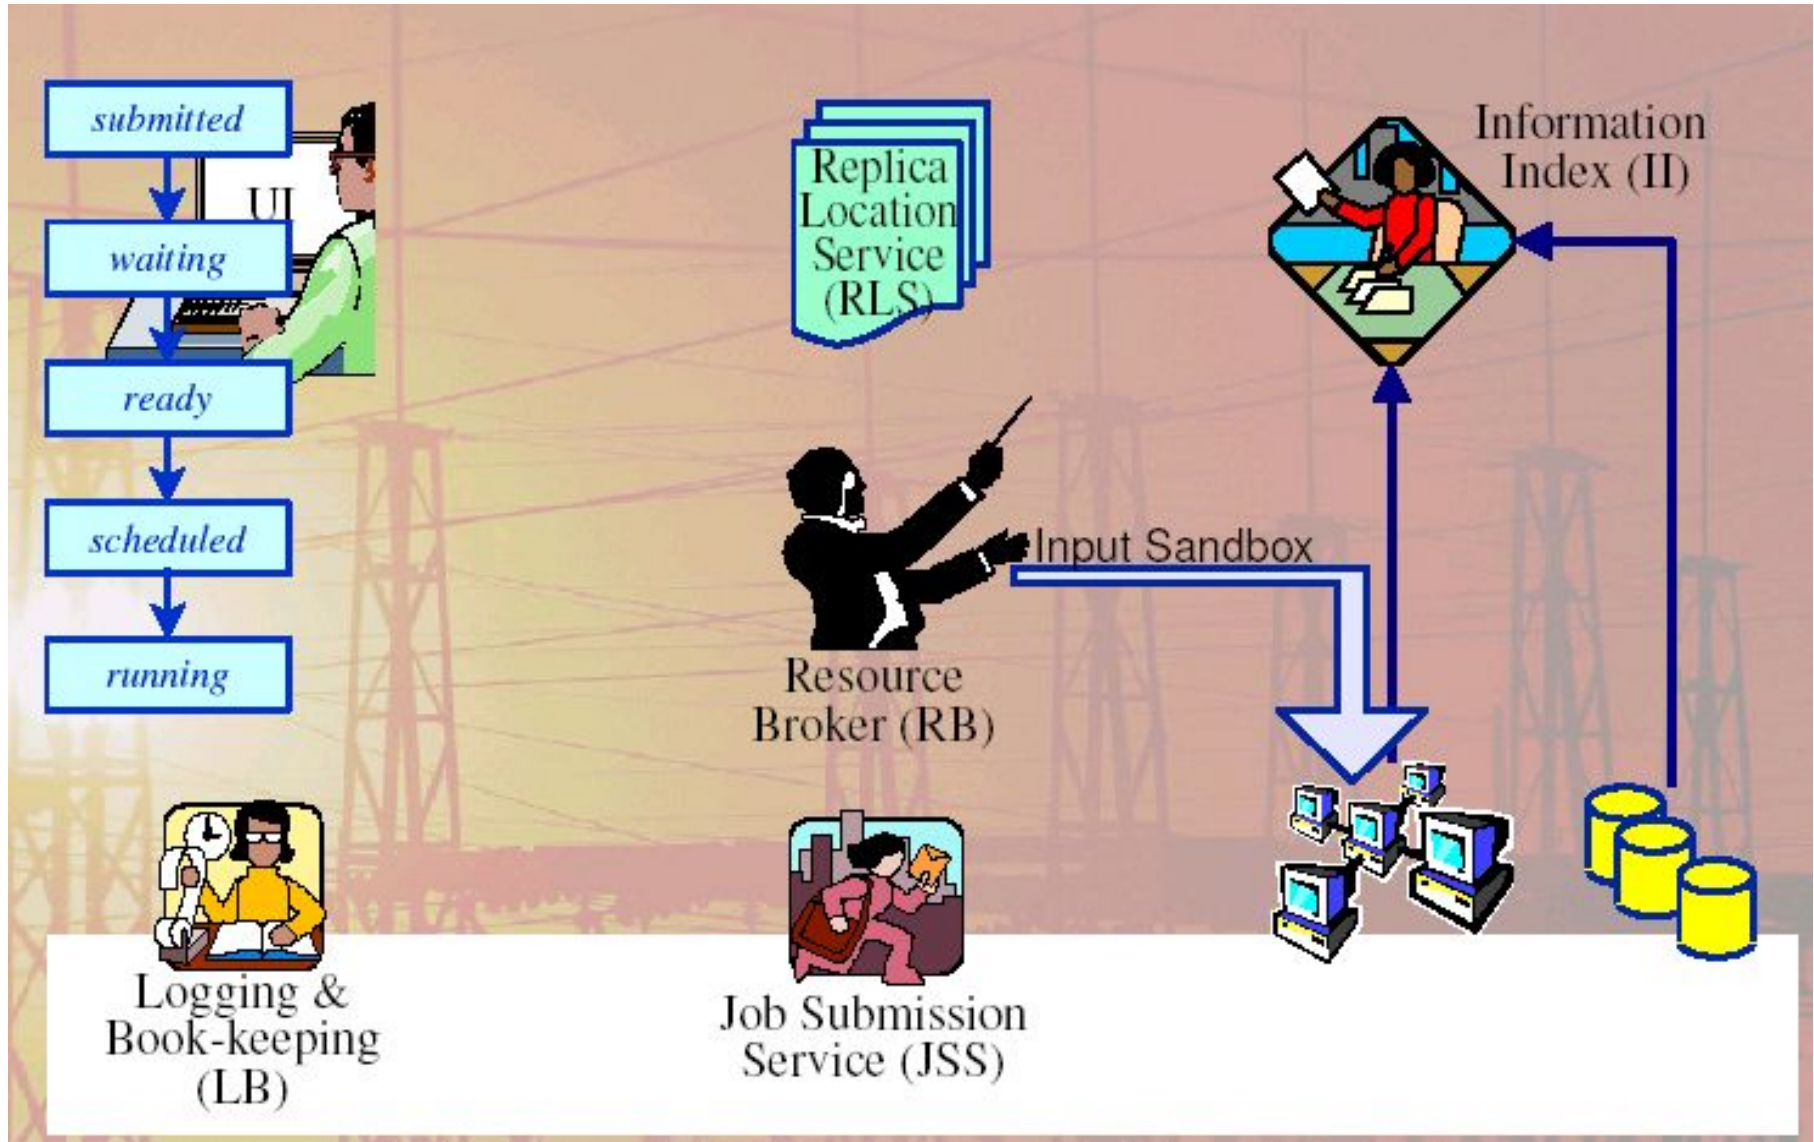 submitted
UI
waiting
ready
scheduled
running
Replica
Location
Service
(RLS)
Information
Index (II)
Input Sandbox
Resource
Broker (RB)
Logging &
Book-keeping
(LB)
Job Submission
Service (JSS)